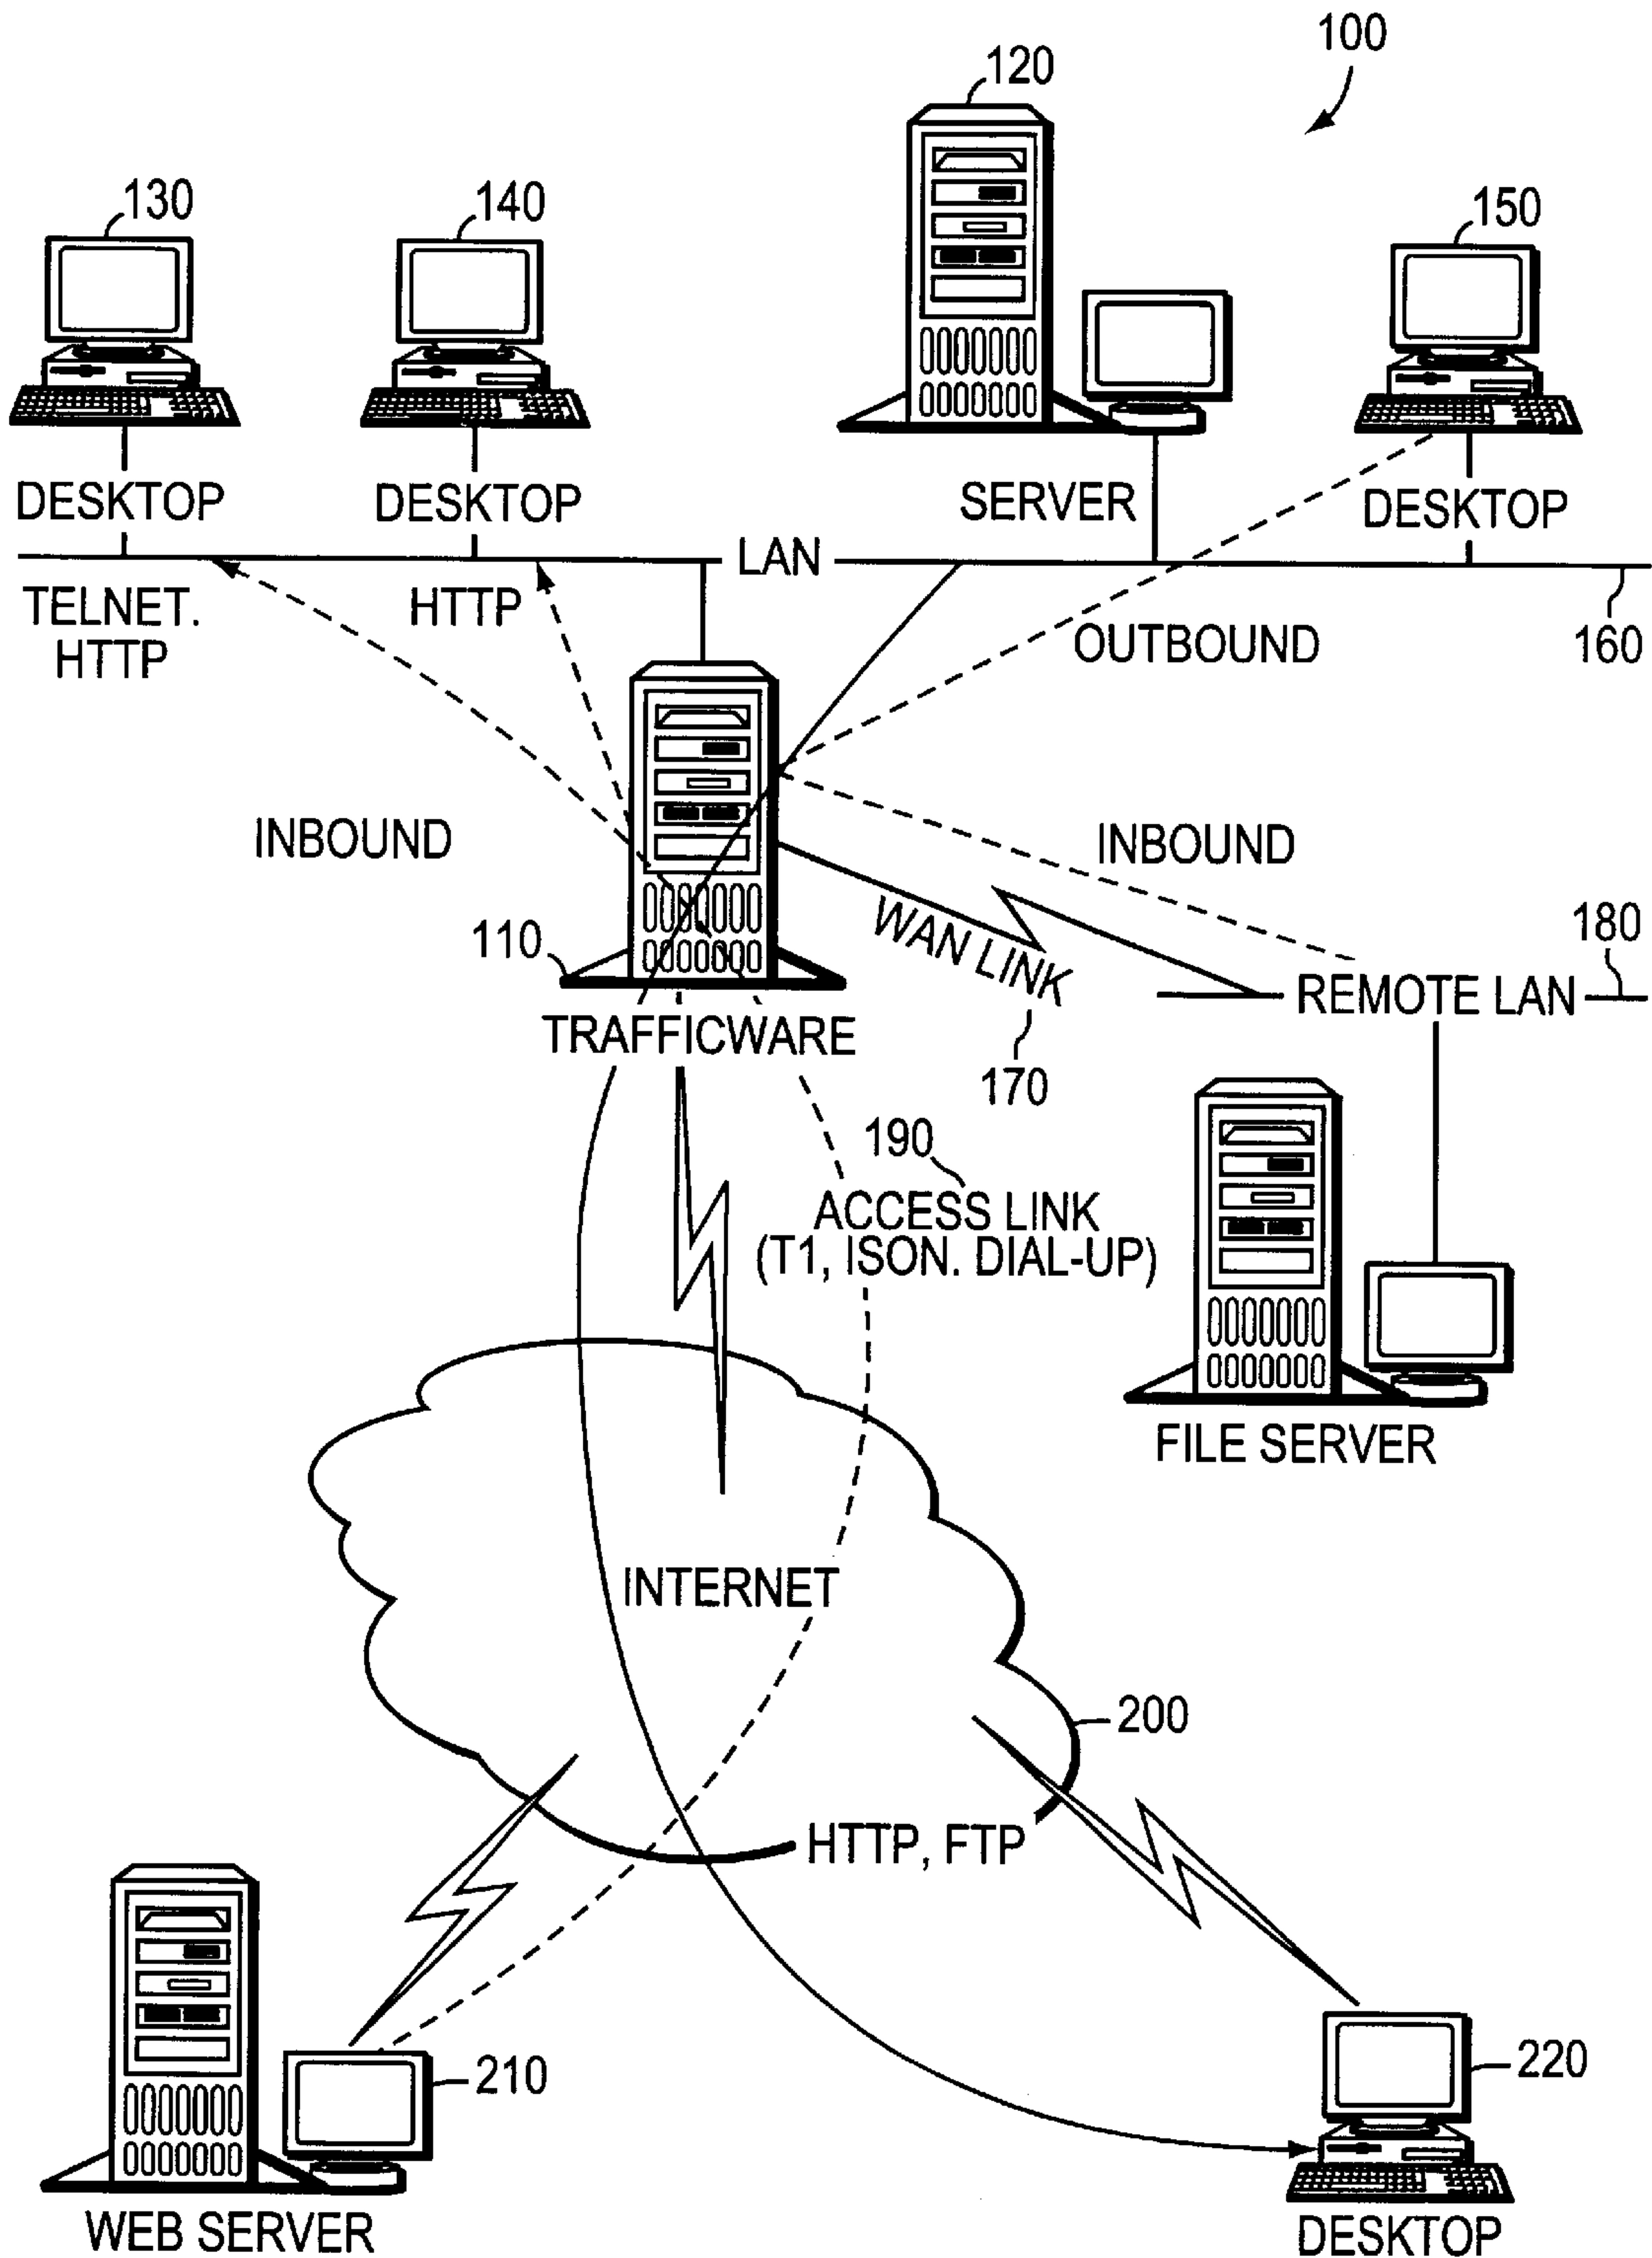 100
120
130
140
150
DESKTOP
DESKTOP
SERVER
DESKTOP
LAN
TELNET.
HTTP
HTTP
OUTBOUND
160
INBOUND
INBOUND
110
WAN LINK
180
REMOTE LAN
TRAFFICWARE
170
190
ACCESS LINK
(T1, ISON. DIAL-UP)
FILE SERVER
INTERNET
200
HTTP, FTP
210
220
WEB SERVER
DESKTOP